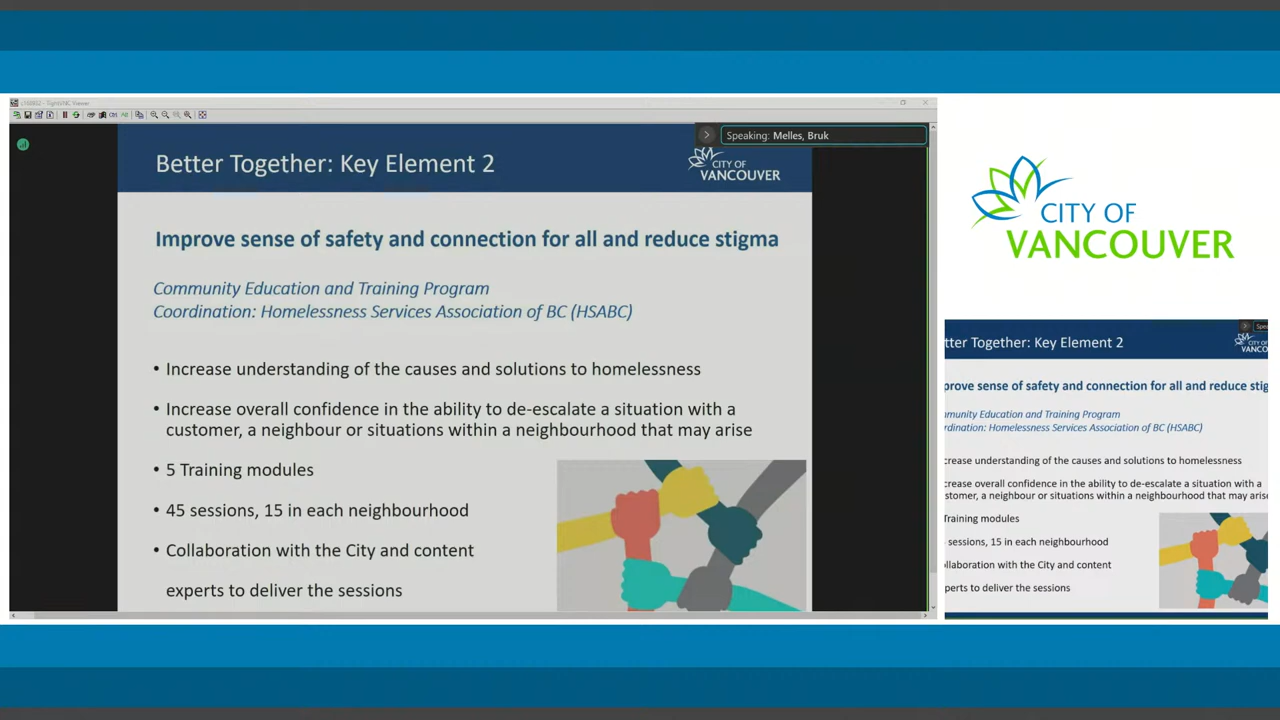 TightVNC Viewer
Speaking: Melles, Bruk
Better Together: Key Element 2
CITY OF
VANCOUVER
Improve sense of safety and connection for all and reduce stigma
Community Education and Training Program
Coordination: Homelessness Services Association of BC (HSABC)
• Increase understanding of the causes and solutions to homelessness
• Increase overall confidence in the ability to de-escalate a situation with a
customer, a neighbour or situations within a neighbourhood that may arise
• 5 Training modules
• 45 sessions, 15 in each neighbourhood
• Collaboration with the City and content
experts to deliver the sessions
CITY OF
VANCOUVER
tter Together: Key Element 2
CITY OF
VANCOU
prove sense of safety and connection for all and reduce stig
mmunity Education and Training Program
ordination: Homelessness Services Association of BC (HSABC)
crease understanding of the causes and solutions to homelessness
crease overall confidence in the ability to de-escalate a situation with a
stomer, a neighbour or situations within a neighbourhood that may aris
Training modules
sessions, 15 in each neighbourhood
llaboration with the City and content
perts to deliver the sessions